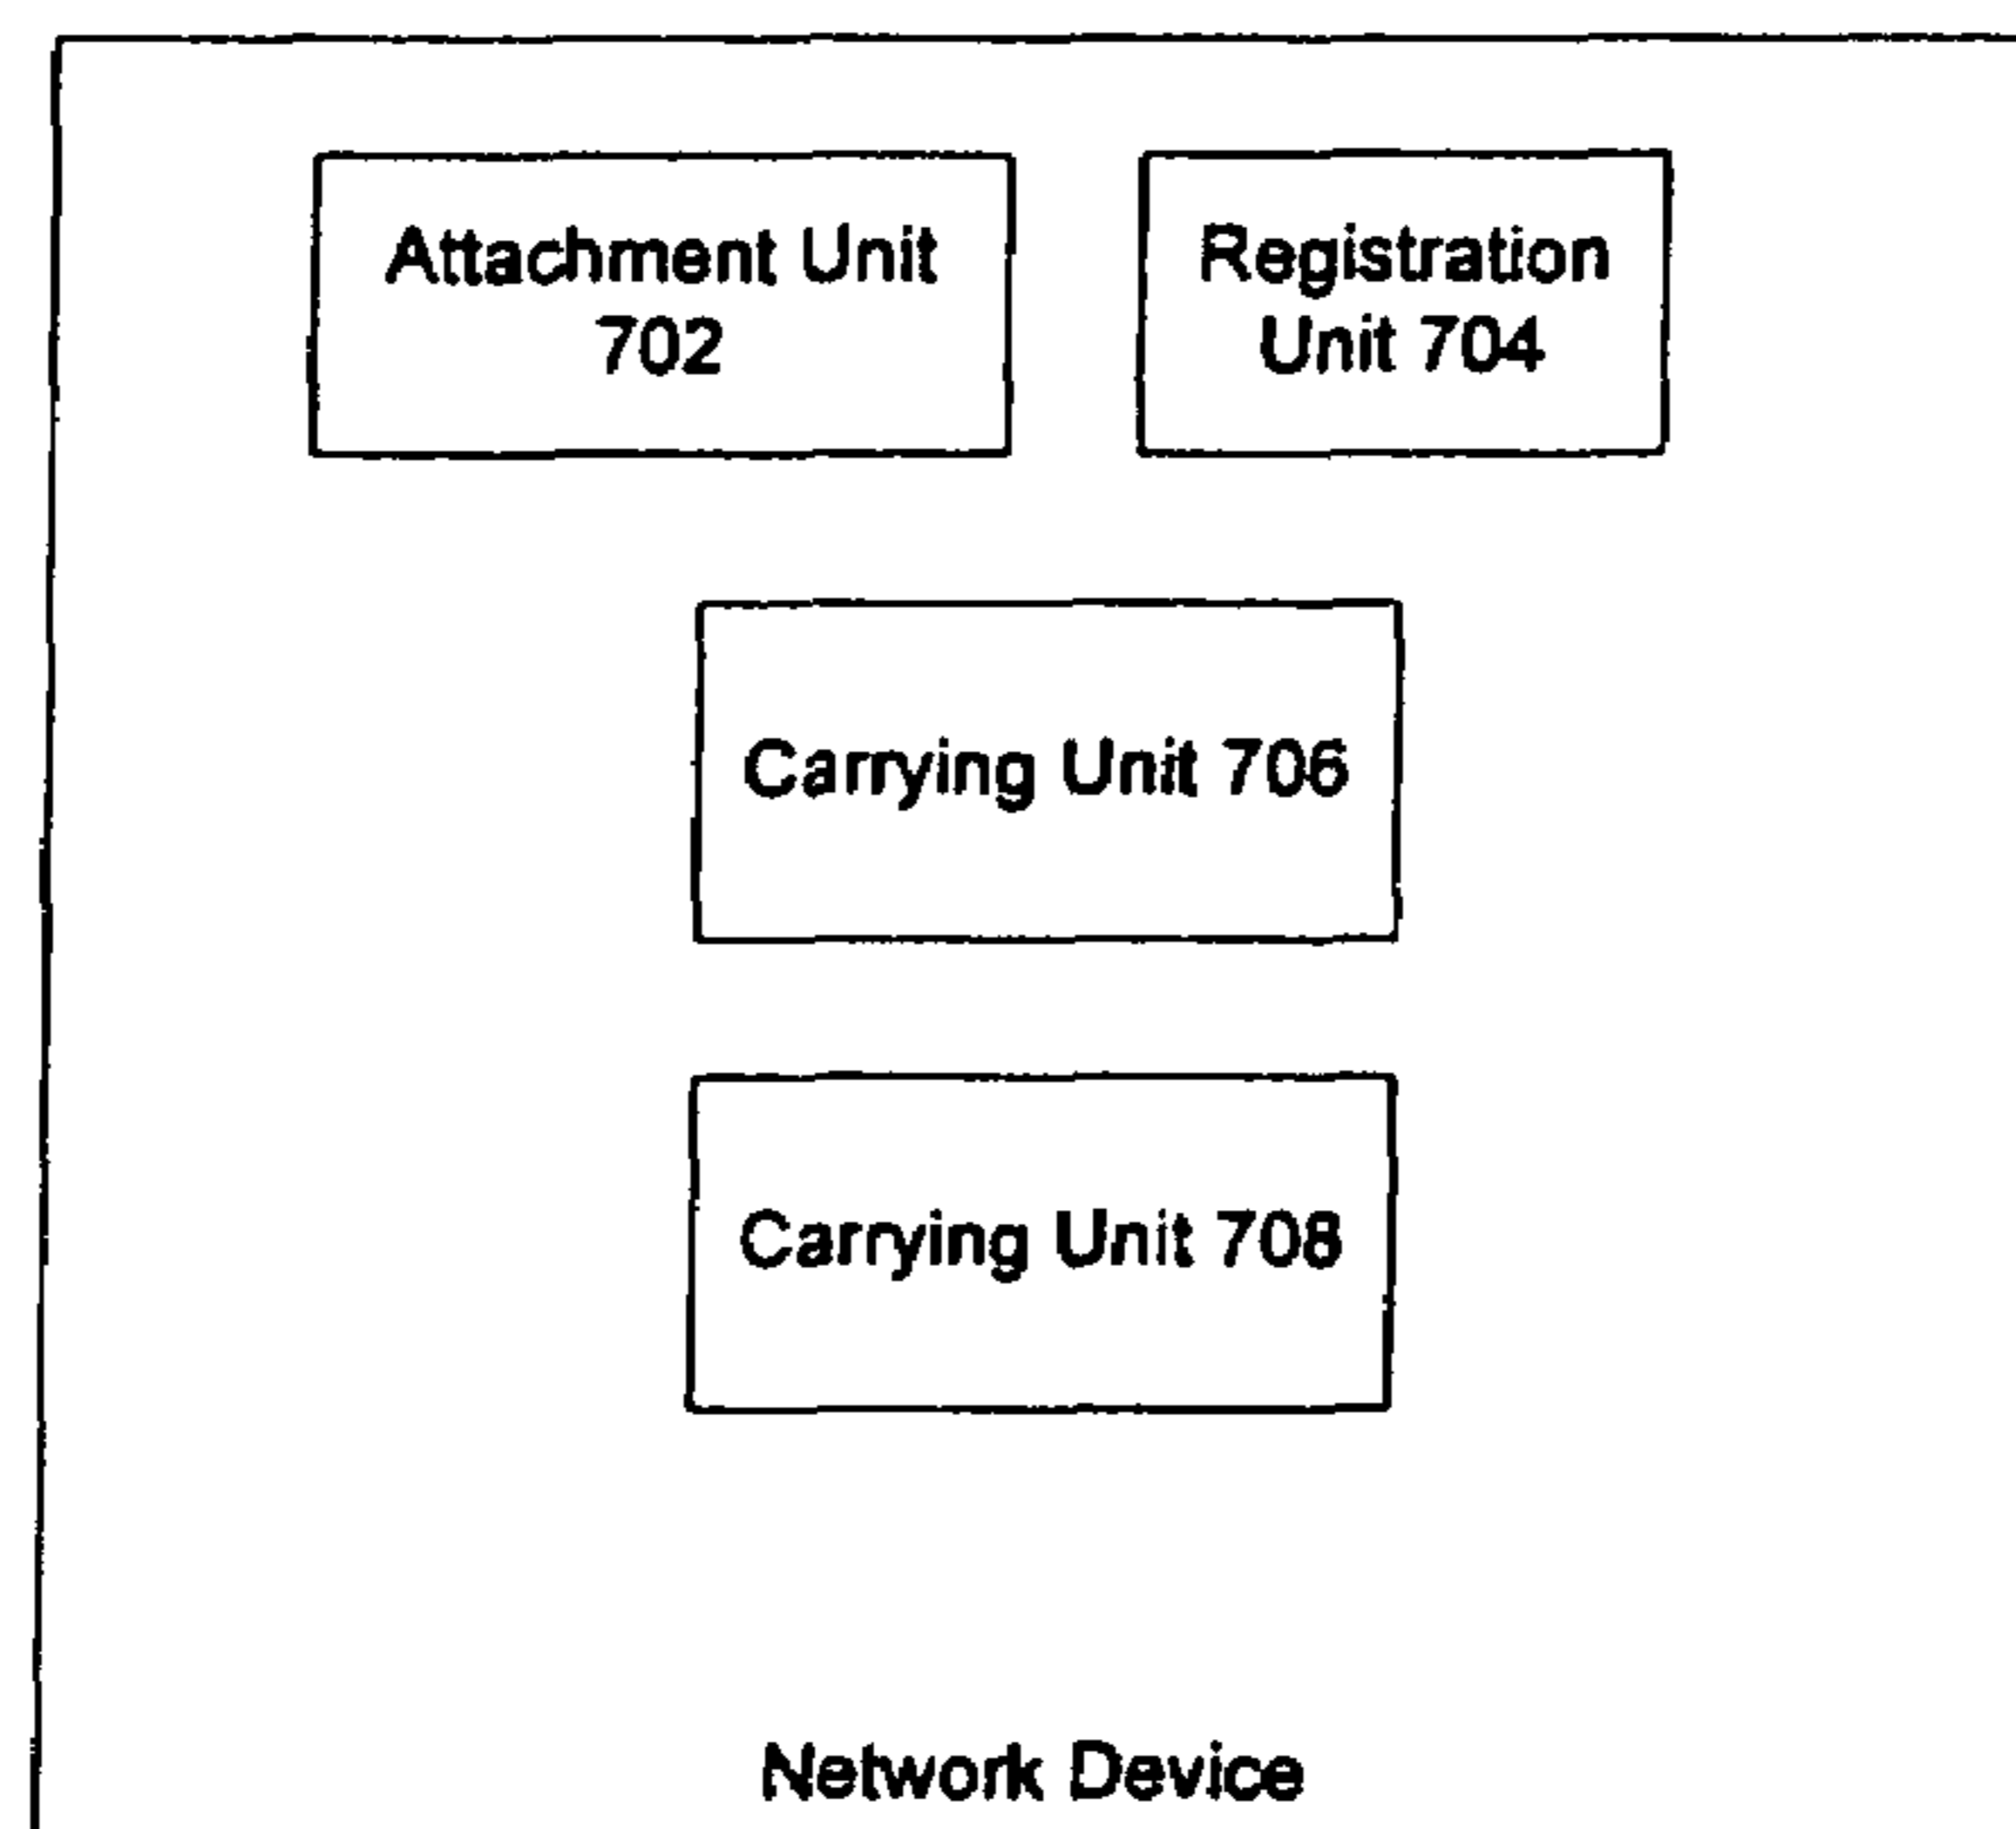 Attachment Unit
702
Registration
Unit 704
Carrying Unit 706
Carrying Unit 708
Network Device